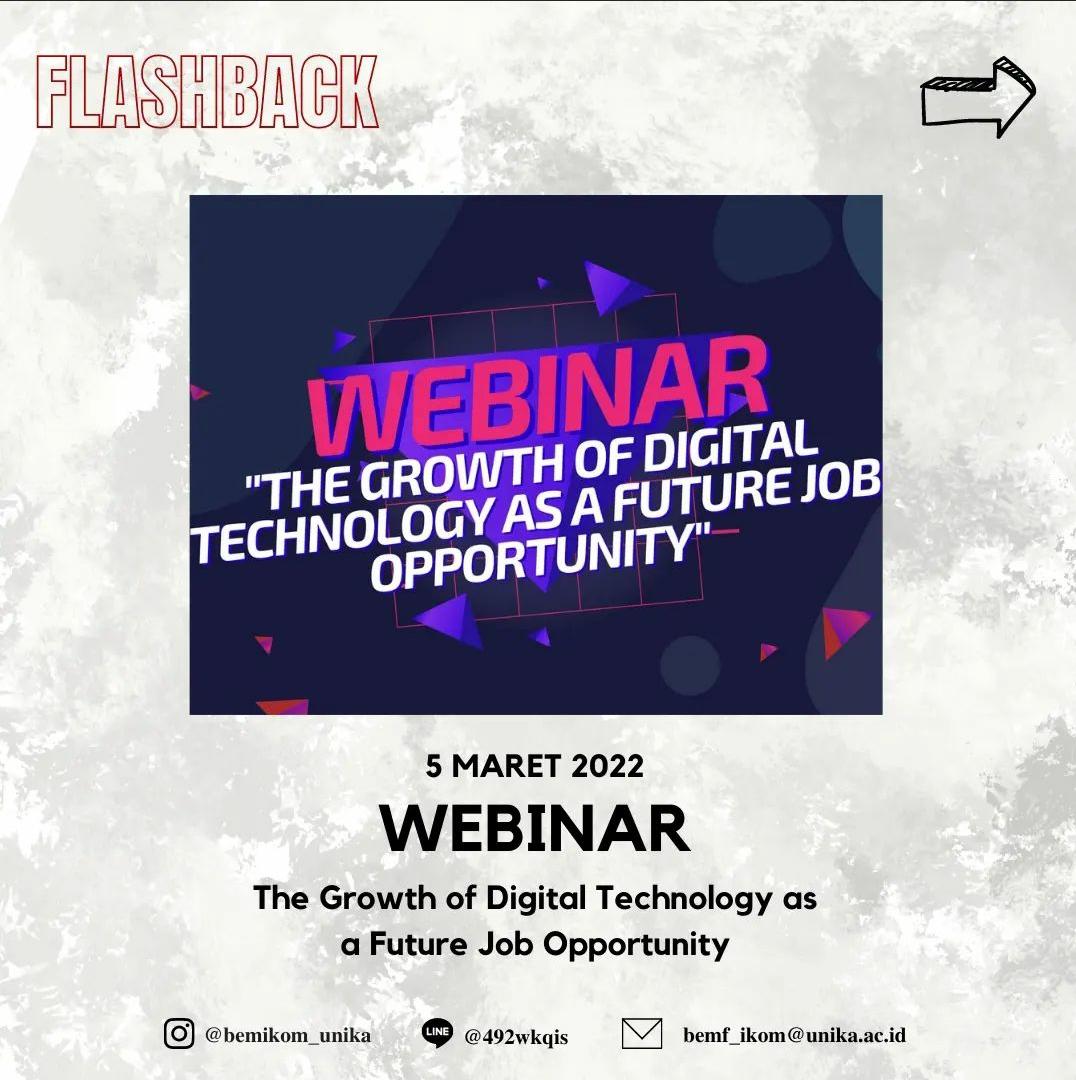 FLASHBACK
WEBINAR
"THE GROWTH OF DIGITAL
TECHNOLOGY AS A FUTURE JOB
OPPORTUNITY"
5 MARET 2022
WEBINAR
The Growth of Digital Technology as
a Future Job Opportunity
@bemikom_unika LINE @492wkqis bemf_ikom@unika.ac.id